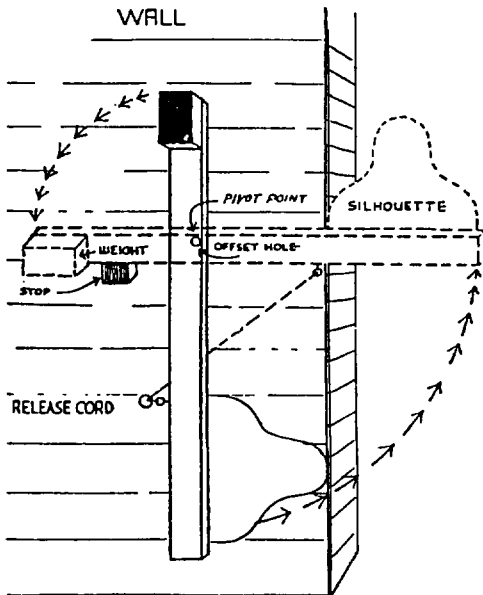 WALL
PIVOT POINT
SILHOUETTE
WEIGHT
OFFSET HOLE
STOP
RELEASE CORD